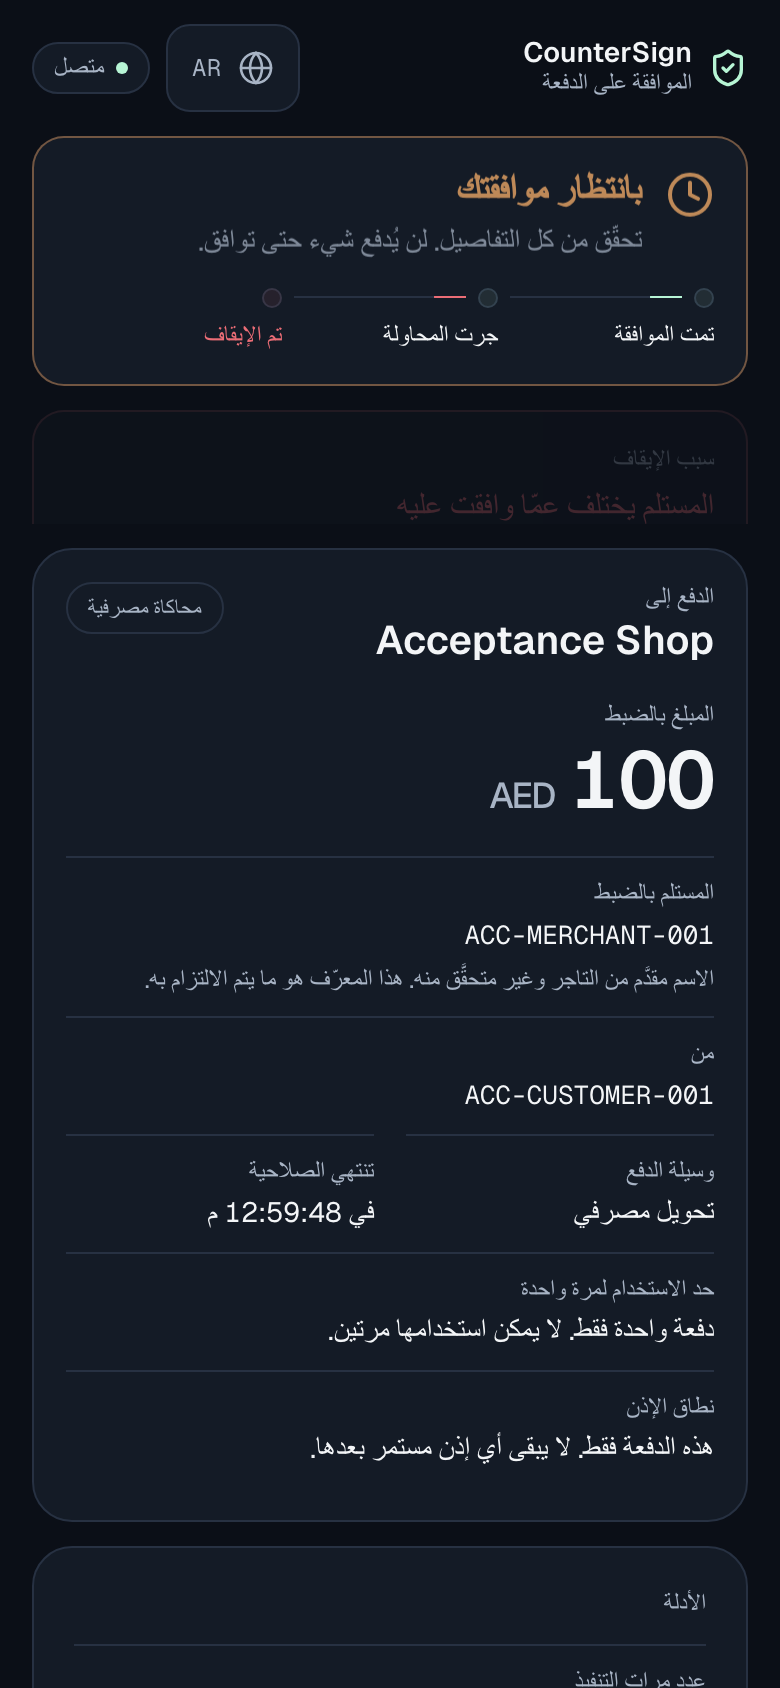 CounterSign
الموافقة على الدفعة
AR
متصل
بانتظار موافقتك
تحقّق من كل التفاصيل. لن يُدفع شيء حتى توافق.
تمت الموافقة
جرت المحاولة
تم الإيقاف
سبب الإيقاف
المستلم يختلف عمّا وافقت عليه
الدفع إلى
محاكاة مصرفية
Acceptance Shop
المبلغ بالضبط
100 AED
المستلم بالضبط
ACC-MERCHANT-001
الاسم مقدَّم من التاجر وغير متحقَّق منه. هذا المعرّف هو ما يتم الالتزام به.
من
ACC-CUSTOMER-001
وسيلة الدفع
تحويل مصرفي
تنتهي الصلاحية
في 12:59:48 م
حد الاستخدام لمرة واحدة
دفعة واحدة فقط. لا يمكن استخدامها مرتين.
نطاق الإذن
هذه الدفعة فقط. لا يبقى أي إذن مستمر بعدها.
الأدلة
عدد مرات التنفيذ